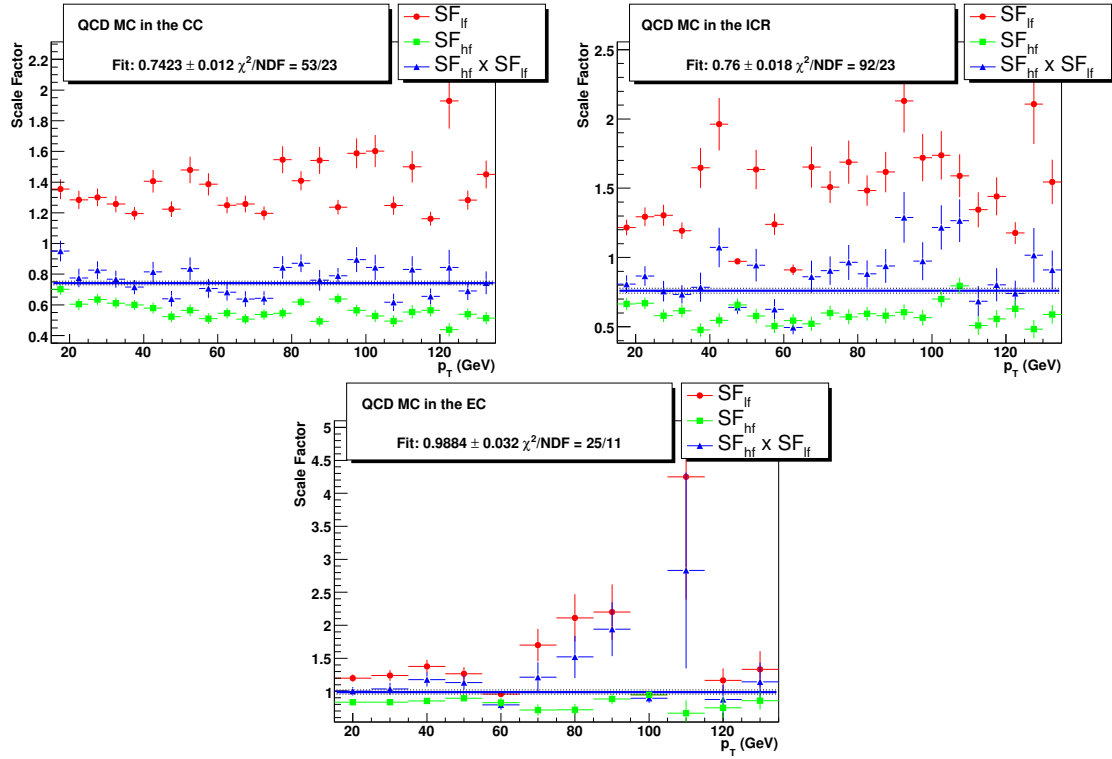 QCD MC in the CC
Fit: 0.7423 ± 0.012 χ²/NDF = 53/23
SF_lf
SF_hf
SF_hf x SF_lf
Scale Factor
2.2
2
1.8
1.6
1.4
1.2
1
0.8
0.6
0.4
20 40 60 80 100 120
p_T (GeV)
QCD MC in the ICR
Fit: 0.76 ± 0.018 χ²/NDF = 92/23
SF_lf
SF_hf
SF_hf x SF_lf
Scale Factor
2.5
2
1.5
1
0.5
20 40 60 80 100 120
p_T (GeV)
QCD MC in the EC
Fit: 0.9884 ± 0.032 χ²/NDF = 25/11
SF_lf
SF_hf
SF_hf x SF_lf
Scale Factor
5
4.5
4
3.5
3
2.5
2
1.5
1
20 40 60 80 100 120
p_T (GeV)